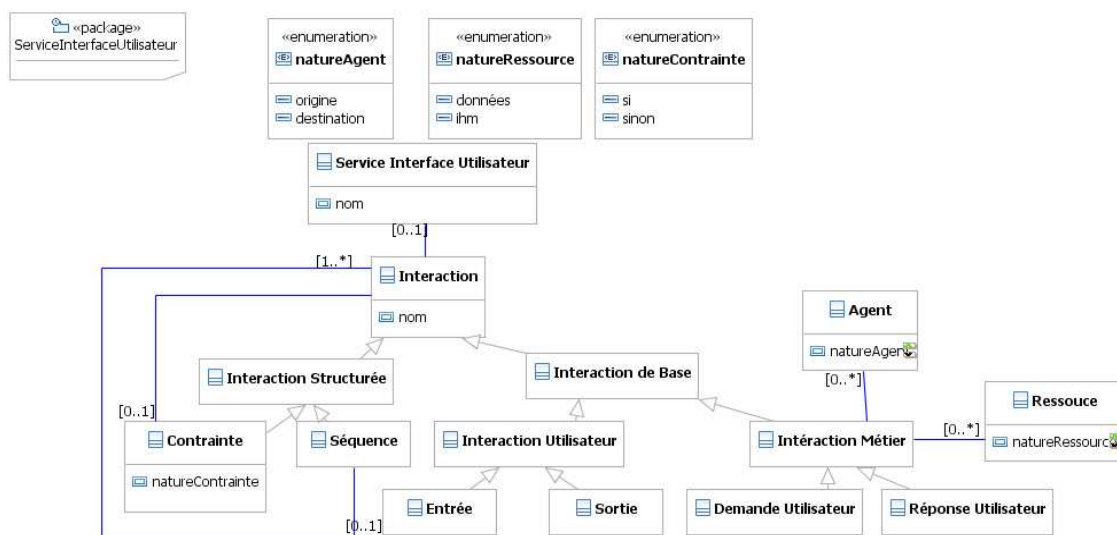 «package»
ServiceInterfaceUtilisateur
«enumeration»
natureAgent
origine
destination
«enumeration»
natureRessource
données
ihm
«enumeration»
natureContrainte
si
sinon
Service Interface Utilisateur
nom
[0..1]
[1..*]
Interaction
nom
Agent
natureAgent
[0..*]
Interaction Structurée
Interaction de Base
Ressouce
natureRessourc
[0..*]
[0..1]
Contrainte
natureContrainte
Séquence
Interaction Utilisateur
Intéraction Métier
[0..1]
Entrée
Sortie
Demande Utilisateur
Réponse Utilisateur